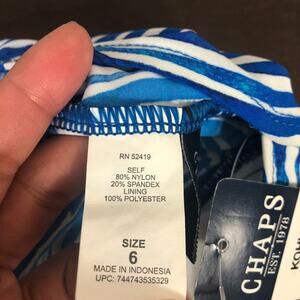 RN 52419
SELF
80% NYLON
20% SPANDEX
LINING
100% POLYESTER
SIZE
6
MADE IN INDONESIA
UPC: 744743535329
CHAPS
EST. 1978